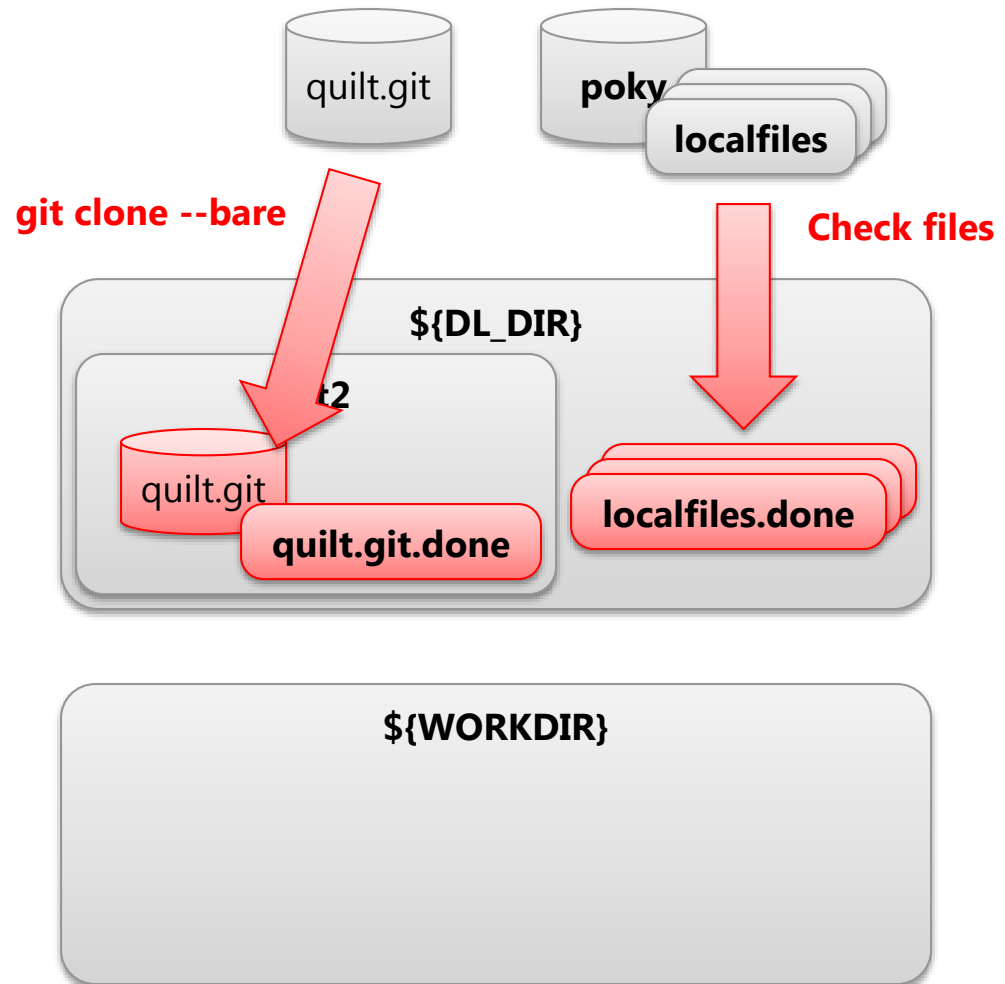 quilt.git
poky
localfiles
git clone --bare
Check files
${DL_DIR}
quilt.git
quilt.git.done
localfiles.done
${WORKDIR}